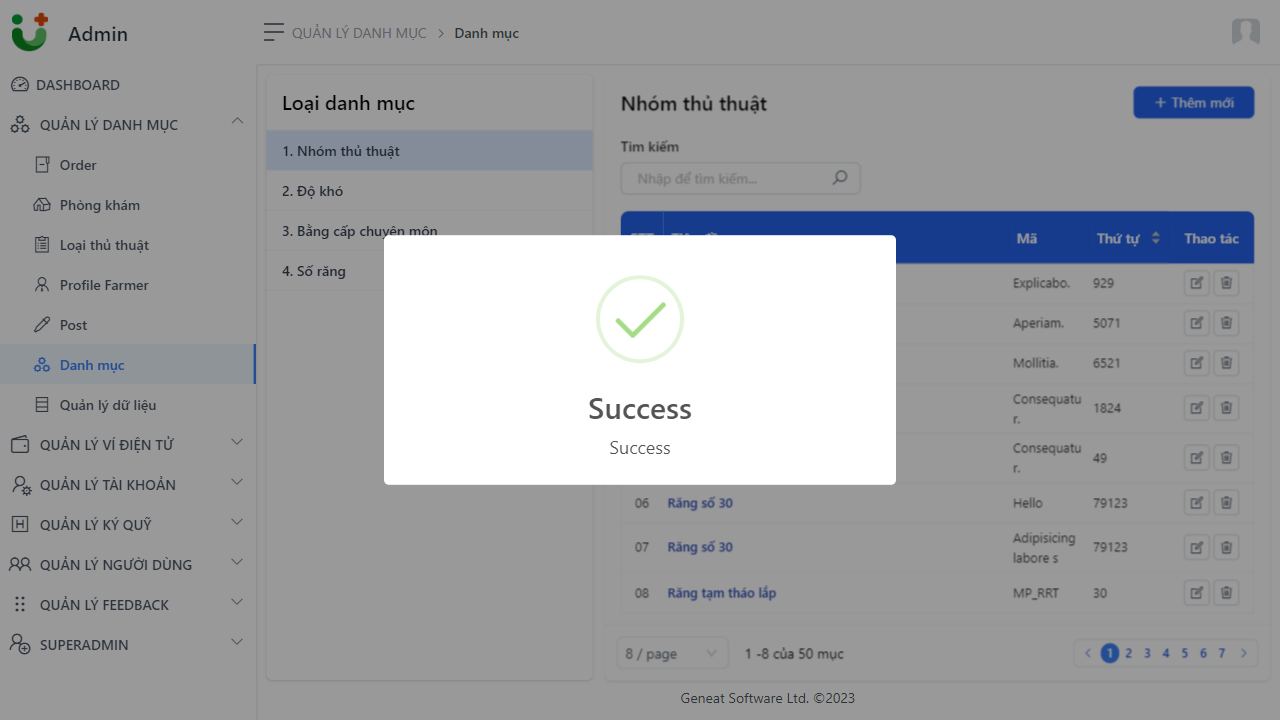 Admin
QUẢN LÝ DANH MỤC
Danh mục
DASHBOARD
QUẢN LÝ DANH MỤC
Order
Phòng khám
Loại thủ thuật
Profile Farmer
Post
Danh mục
Quản lý dữ liệu
QUẢN LÝ VÍ ĐIỆN TỬ
QUẢN LÝ TÀI KHOẢN
QUẢN LÝ KÝ QUỸ
QUẢN LÝ NGƯỜI DÙNG
QUẢN LÝ FEEDBACK
SUPERADMIN
Loại danh mục
1. Nhóm thủ thuật
2. Độ khó
3. Bằng cấp chuyên môn
4. Số răng
Nhóm thủ thuật
+ Thêm mới
Tìm kiếm
Nhập để tìm kiếm...
Mã Thứ tự Thao tác
Explicabo. 929
Aperiam. 5071
Mollitia. 6521
Consequatu
r.
1824
Consequatu
r.
49
06 Răng số 30 Hello 79123
07 Răng số 30 Adipisicing
labore s
79123
08 Răng tạm tháo lắp MP_RRT 30
8 / page
1 -8 của 50 mục
1 2 3 4 5 6 7
Success
Success
Geneat Software Ltd. ©2023